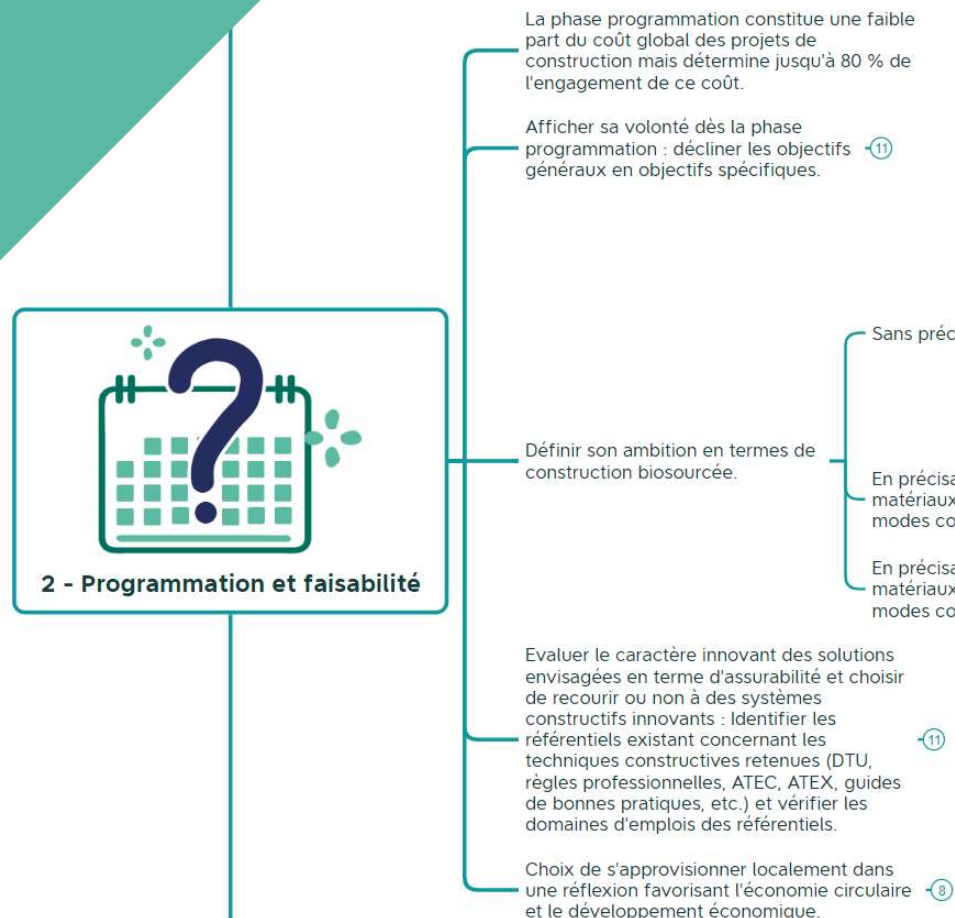 La phase programmation constitue une faible
part du coût global des projets de
construction mais détermine jusqu'à 80 % de
l'engagement de ce coût.
Afficher sa volonté dès la phase
programmation : décliner les objectifs
généraux en objectifs spécifiques.
11
Sans préc
Définir son ambition en termes de
construction biosourcée.
En précisa
matériaux
modes co
En précisa
matériaux
modes co
2 - Programmation et faisabilité
Evaluer le caractère innovant des solutions
envisagées en terme d'assurabilité et choisir
de recourir ou non à des systèmes
constructifs innovants : Identifier les
référentiels existant concernant les
techniques constructives retenues (DTU,
règles professionnelles, ATEC, ATEX, guides
de bonnes pratiques, etc.) et vérifier les
domaines d'emplois des référentiels.
11
Choix de s'approvisionner localement dans
une réflexion favorisant l'économie circulaire
et le développement économique.
8